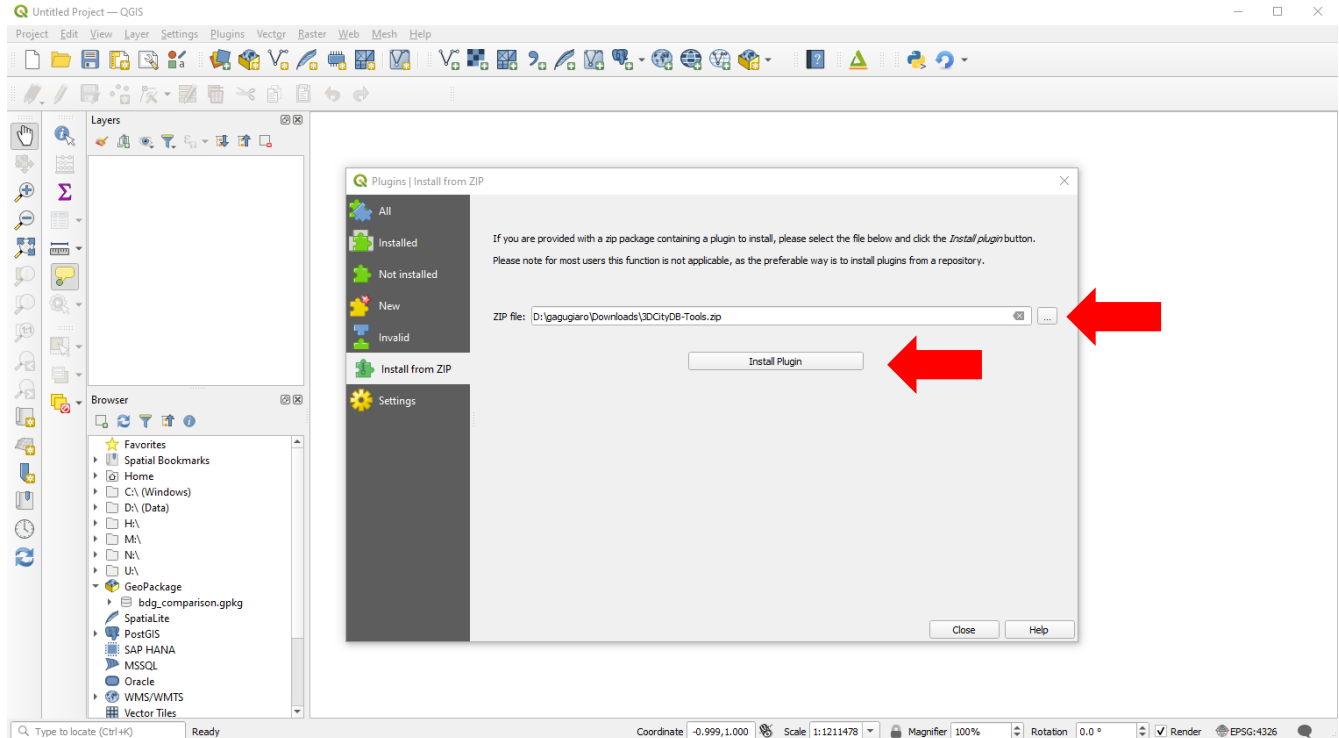 Untitled Project — QGIS
Project Edit View Layer Settings Plugins Vector Raster Web Mesh Help
Layers
Plugins | Install from ZIP
All
Installed
Not installed
New
Invalid
Install from ZIP
Settings
If you are provided with a zip package containing a plugin to install, please select the file below and click the Install plugin button.
Please note for most users this function is not applicable, as the preferable way is to install plugins from a repository.
ZIP file: D:\gagugiaro\Downloads\3DCityDB-Tools.zip ...
Install Plugin
Close Help
Browser
Favorites
Spatial Bookmarks
Home
C:\ (Windows)
D:\ (Data)
H:\
M:\
N:\
U:\
GeoPackage
bdg_comparison.gpkg
SpatiaLite
PostGIS
SAP HANA
MSSQL
Oracle
WMS/WMTS
Vector Tiles
Type to locate (Ctrl+K) Ready Coordinate -0.999,1.000 Scale 1:1211478 Magnifier 100% Rotation 0.0 ° Render EPSG:4326